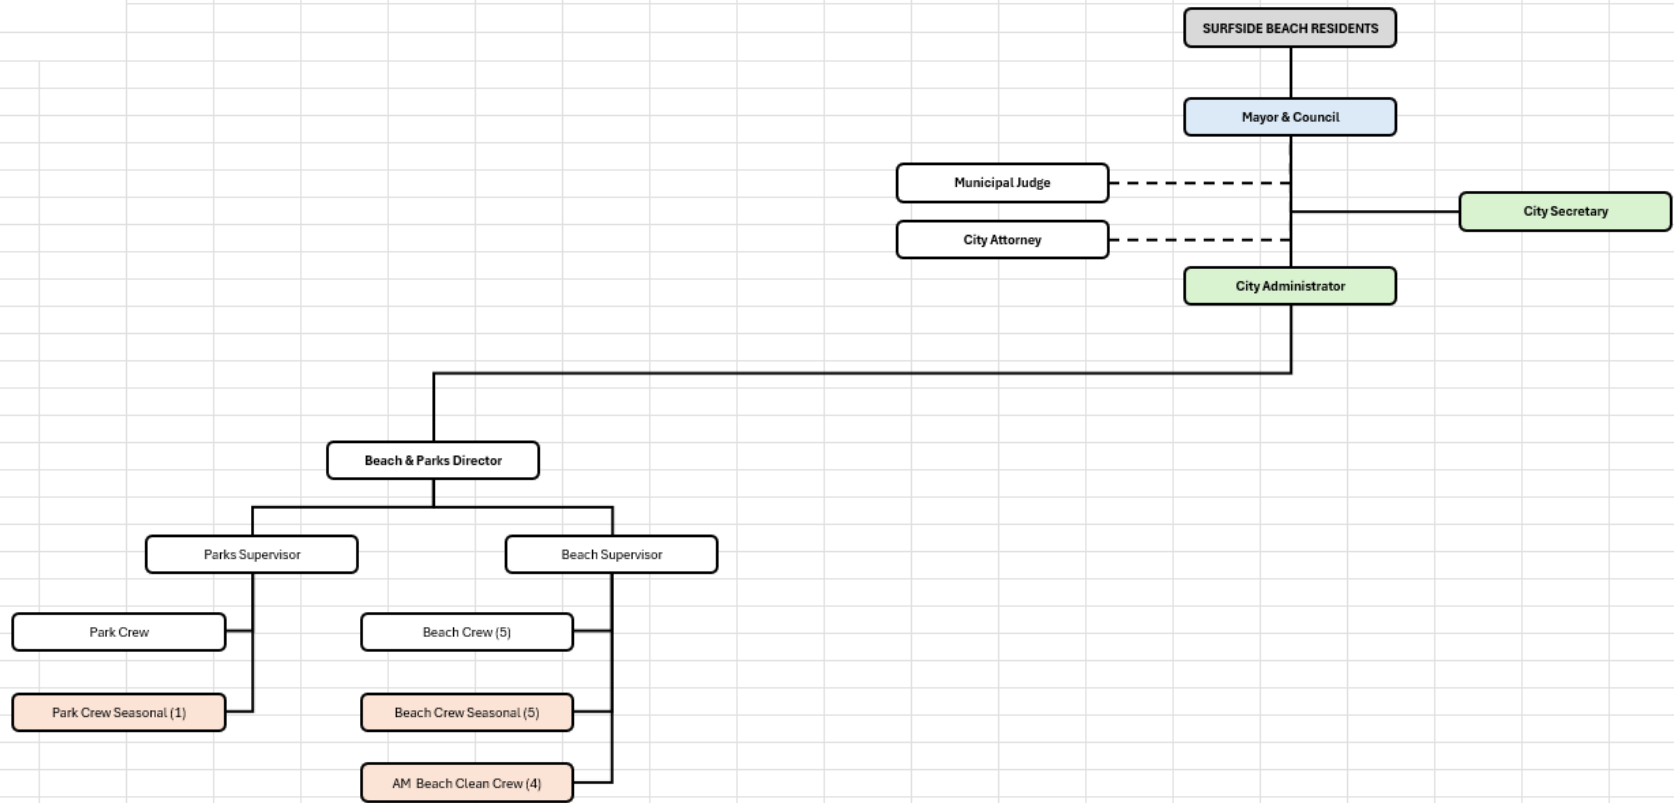 SURFSIDE BEACH RESIDENTS
Mayor & Council
Municipal Judge
City Secretary
City Attorney
City Administrator
Beach & Parks Director
Parks Supervisor
Beach Supervisor
Park Crew
Beach Crew (5)
Park Crew Seasonal (1)
Beach Crew Seasonal (5)
AM Beach Clean Crew (4)